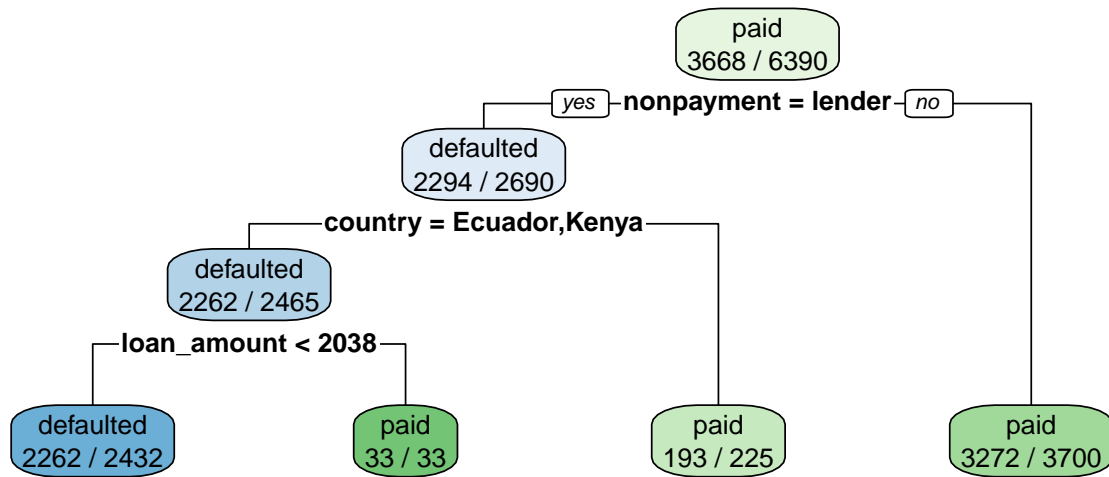 paid
3668 / 6390
yes nonpayment = lender no
defaulted
2294 / 2690
country = Ecuador,Kenya
defaulted
2262 / 2465
loan_amount < 2038
defaulted
2262 / 2432
paid
33 / 33
paid
193 / 225
paid
3272 / 3700